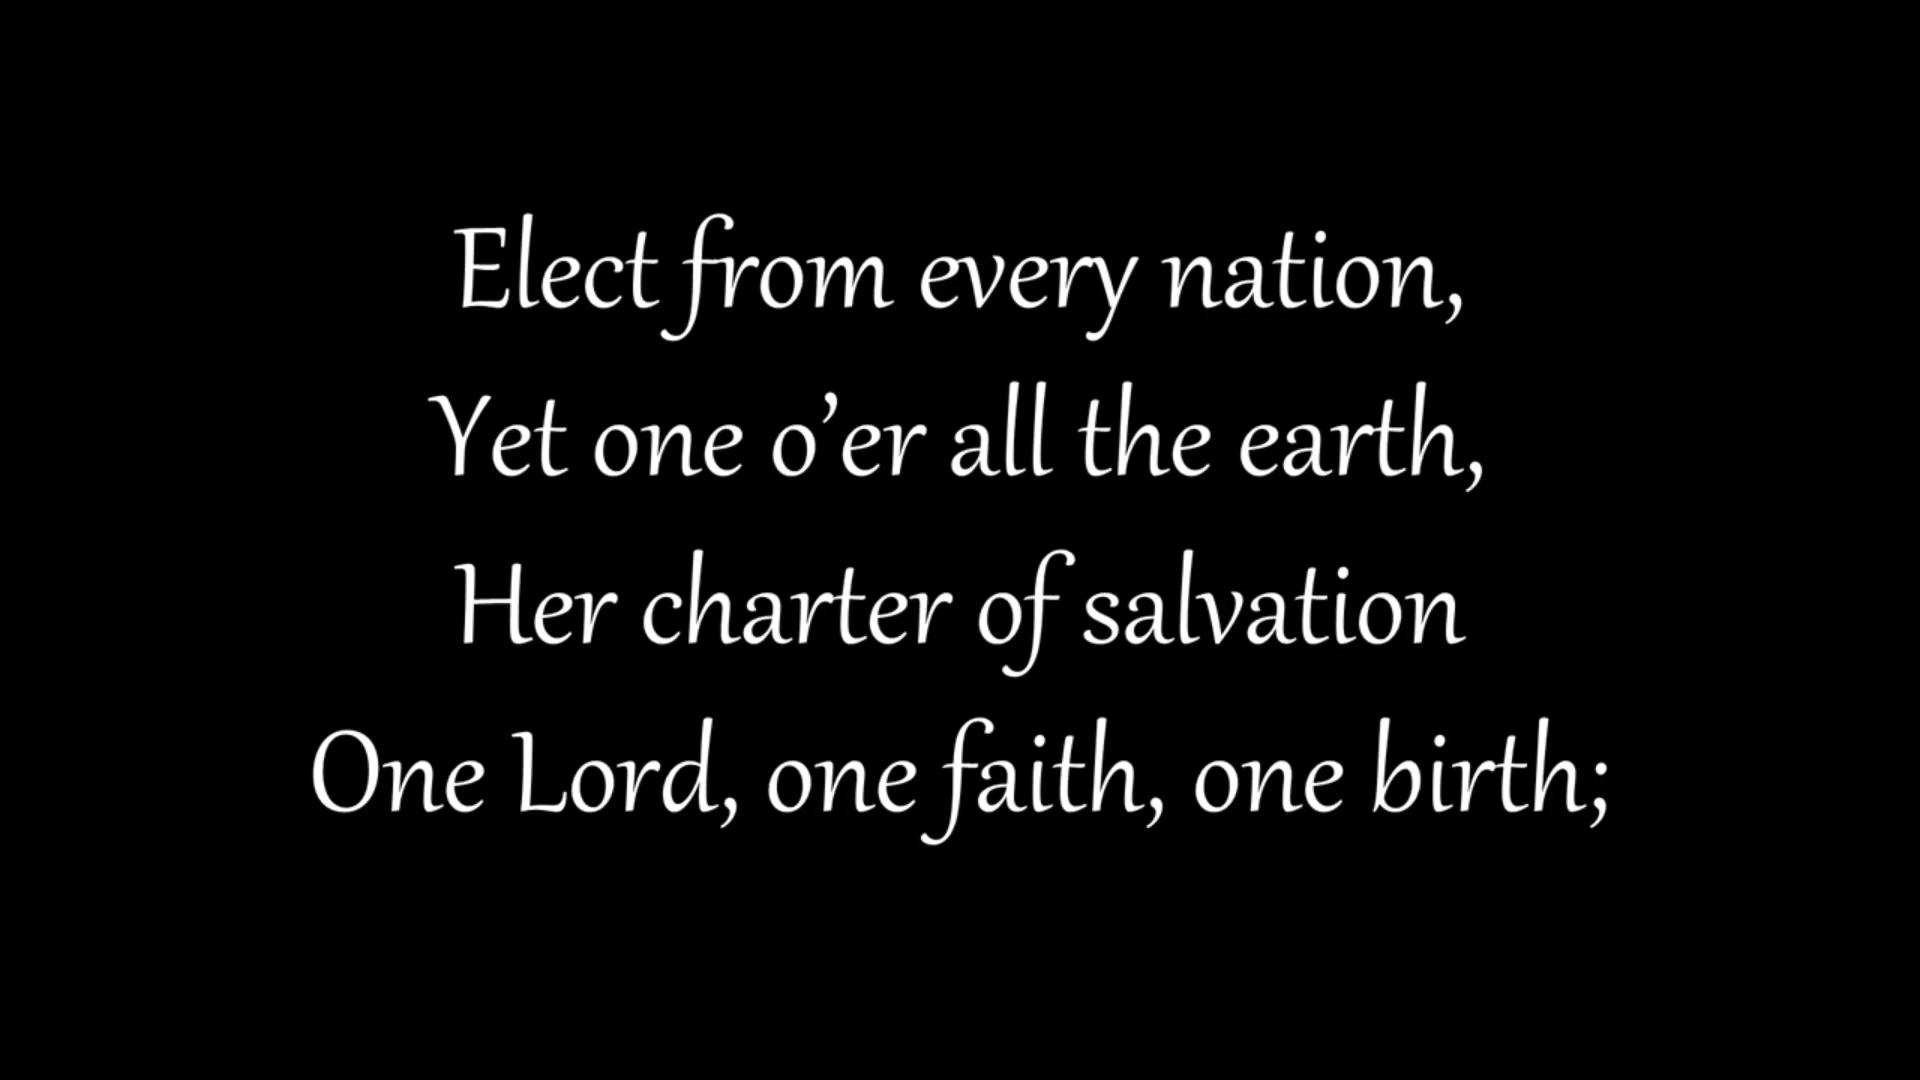 Elect from every nation,
Yet one o’er all the earth,
Her charter of salvation
One Lord, one faith, one birth;